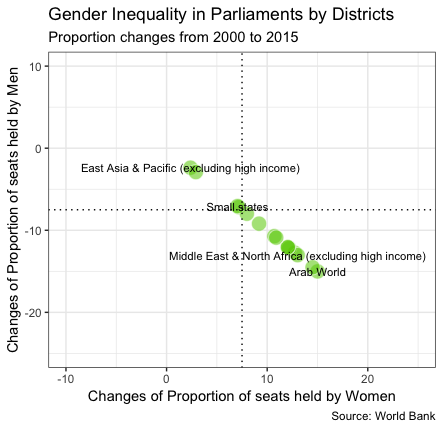 Gender Inequality in Parliaments by Districts
Proportion changes from 2000 to 2015
Changes of Proportion of seats held by Men
10
0
-10
-20
East Asia & Pacific (excluding high income)
Small states
Middle East & North Africa (excluding high income)
Arab World
-10 0 10 20
Changes of Proportion of seats held by Women
Source: World Bank